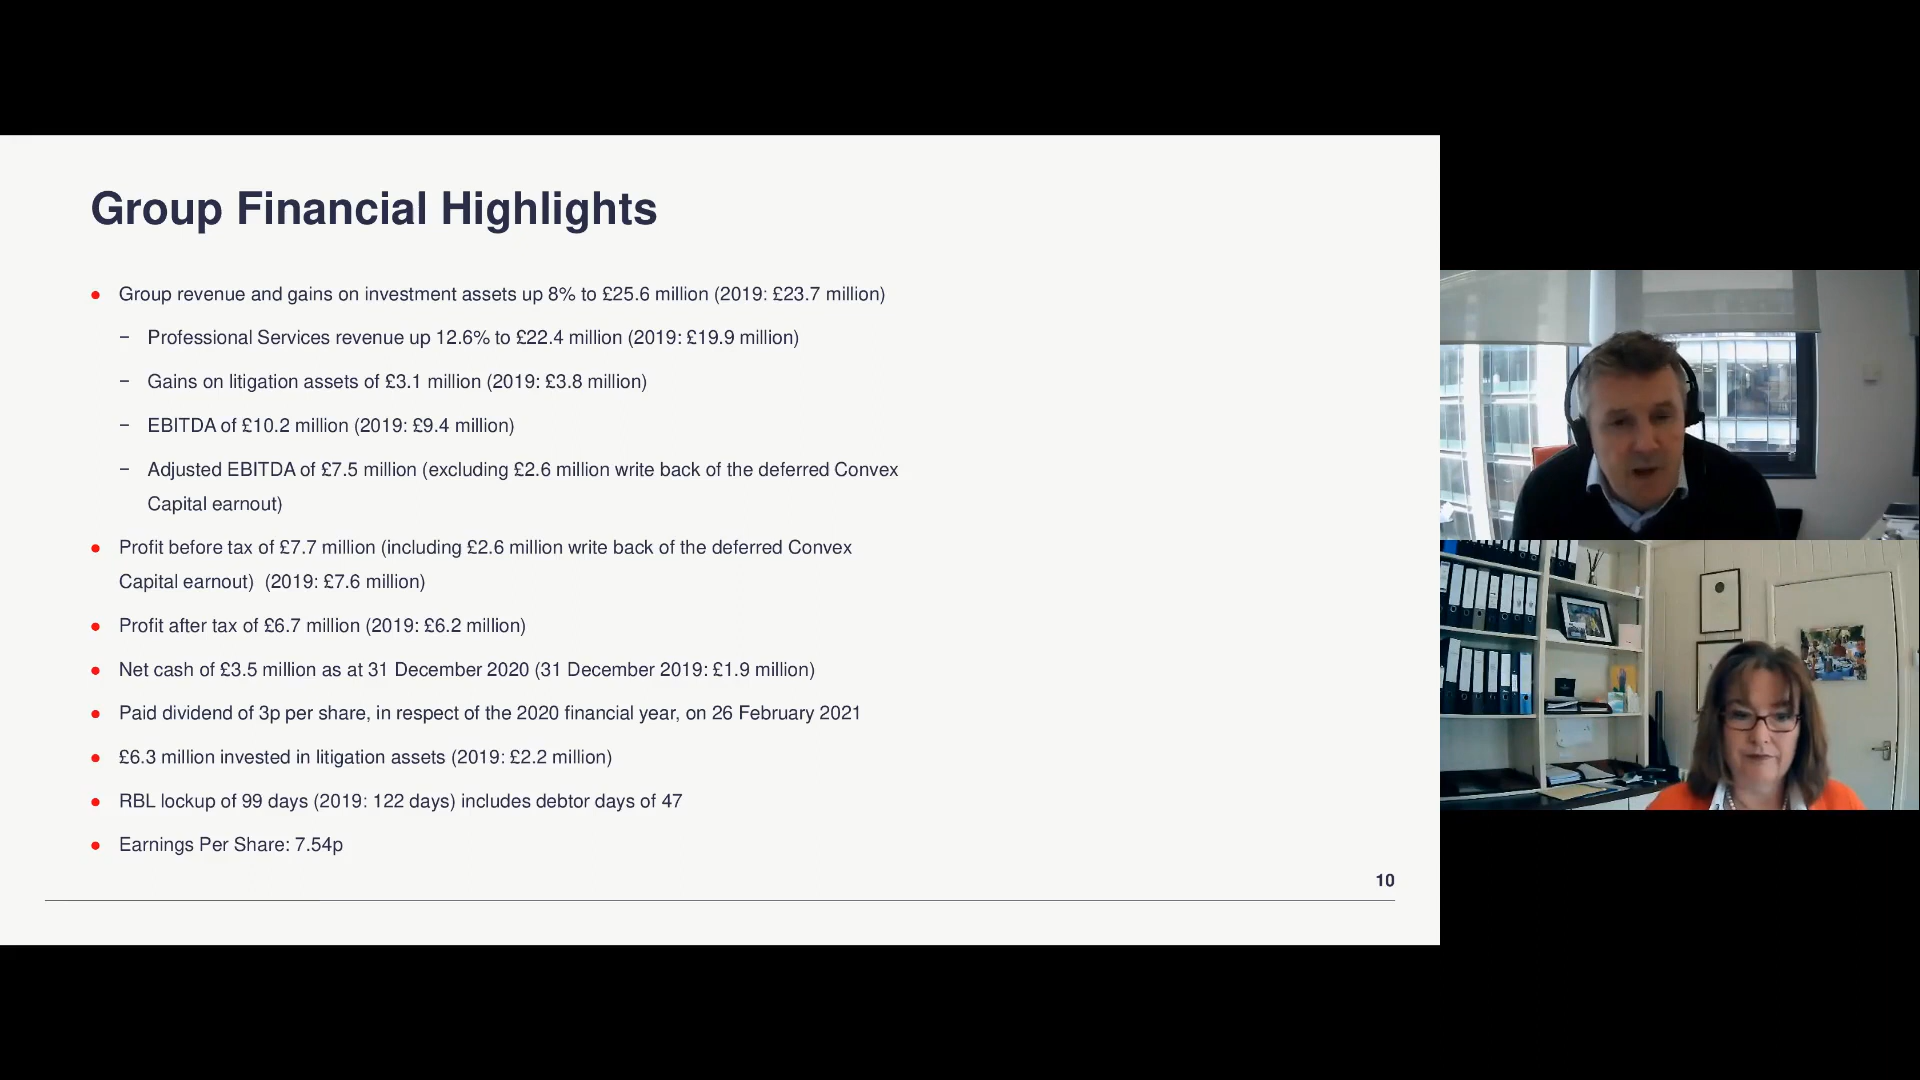 Group Financial Highlights
• Group revenue and gains on investment assets up 8% to £25.6 million (2019: £23.7 million)
− Professional Services revenue up 12.6% to £22.4 million (2019: £19.9 million)
− Gains on litigation assets of £3.1 million (2019: £3.8 million)
− EBITDA of £10.2 million (2019: £9.4 million)
− Adjusted EBITDA of £7.5 million (excluding £2.6 million write back of the deferred Convex
Capital earnout)
• Profit before tax of £7.7 million (including £2.6 million write back of the deferred Convex
Capital earnout)  (2019: £7.6 million)
• Profit after tax of £6.7 million (2019: £6.2 million)
• Net cash of £3.5 million as at 31 December 2020 (31 December 2019: £1.9 million)
• Paid dividend of 3p per share, in respect of the 2020 financial year, on 26 February 2021
• £6.3 million invested in litigation assets (2019: £2.2 million)
• RBL lockup of 99 days (2019: 122 days) includes debtor days of 47
• Earnings Per Share: 7.54p
10